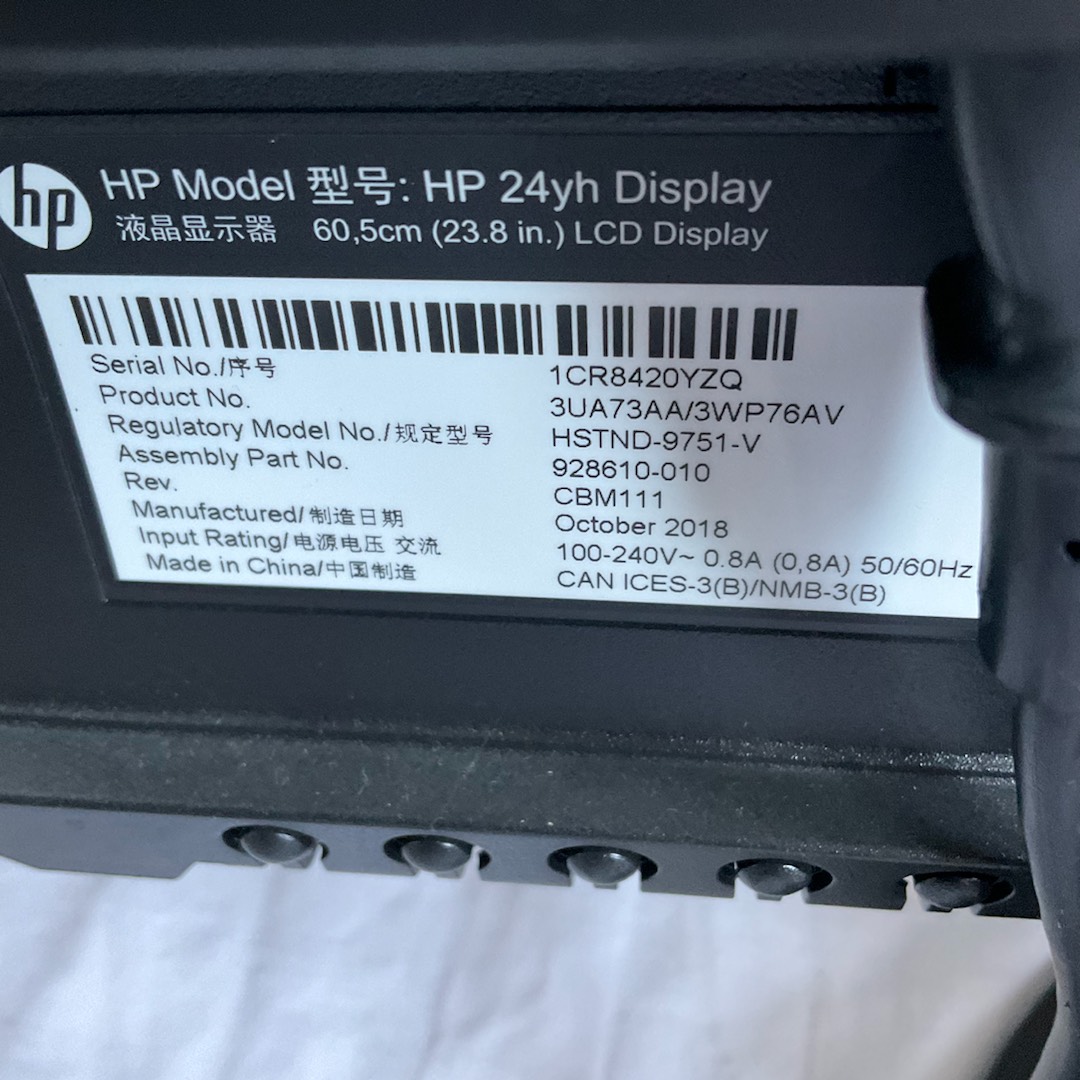 hp
HP Model 型号: HP 24yh Display
液晶显示器 60,5cm (23.8 in.) LCD Display
Serial No./序号 1CR8420YZQ
Product No. 3UA73AA/3WP76AV
Regulatory Model No./规定型号 HSTND-9751-V
Assembly Part No. 928610-010
Rev. CBM111
Manufactured/制造日期 October 2018
Input Rating/电源电压 交流 100-240V~ 0.8A (0,8A) 50/60Hz
Made in China/中国制造 CAN ICES-3(B)/NMB-3(B)